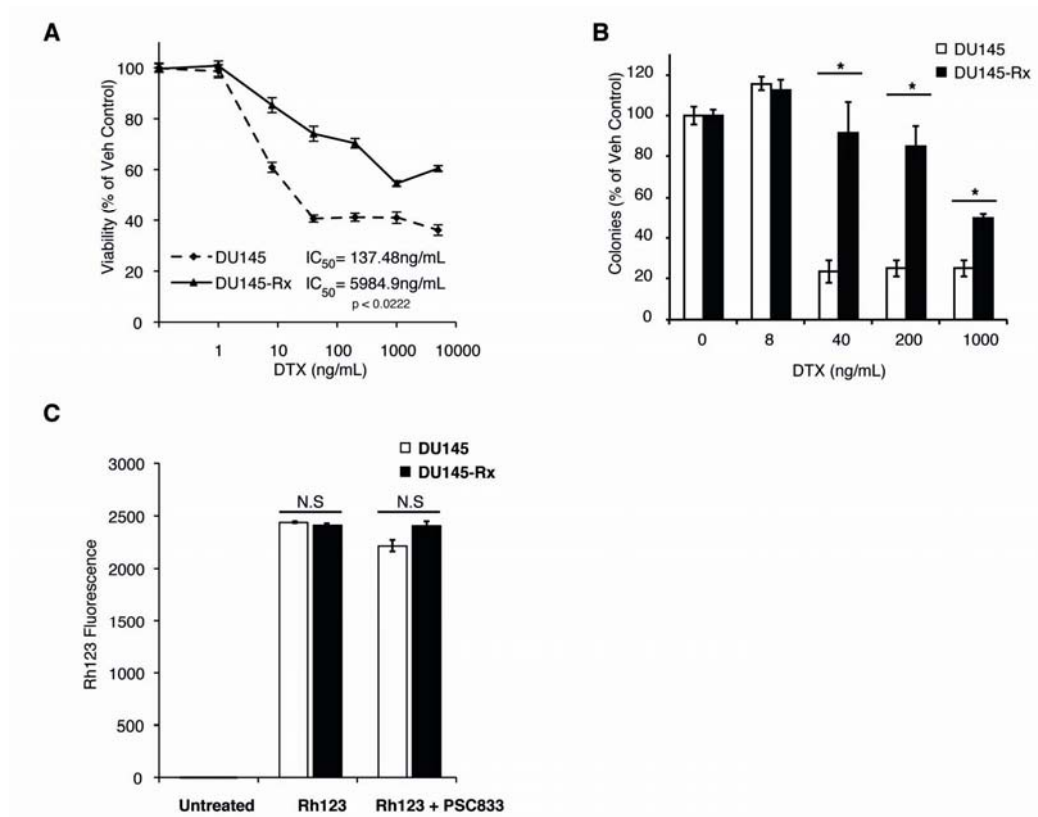 A
Viability (% of Veh Control)
100
80
60
40
20
0
DU145 IC50= 137.48ng/mL
DU145-Rx IC50= 5984.9ng/mL
p < 0.0222
1 10 100 1000 10000
DTX (ng/mL)
B
DU145
DU145-Rx
Colonies (% of Veh Control)
120
100
80
60
40
20
0
* * *
0 8 40 200 1000
DTX (ng/mL)
C
DU145
DU145-Rx
Rh123 Fluorescence
3000
2500
2000
1500
1000
500
0
N.S N.S
Untreated Rh123 Rh123 + PSC833